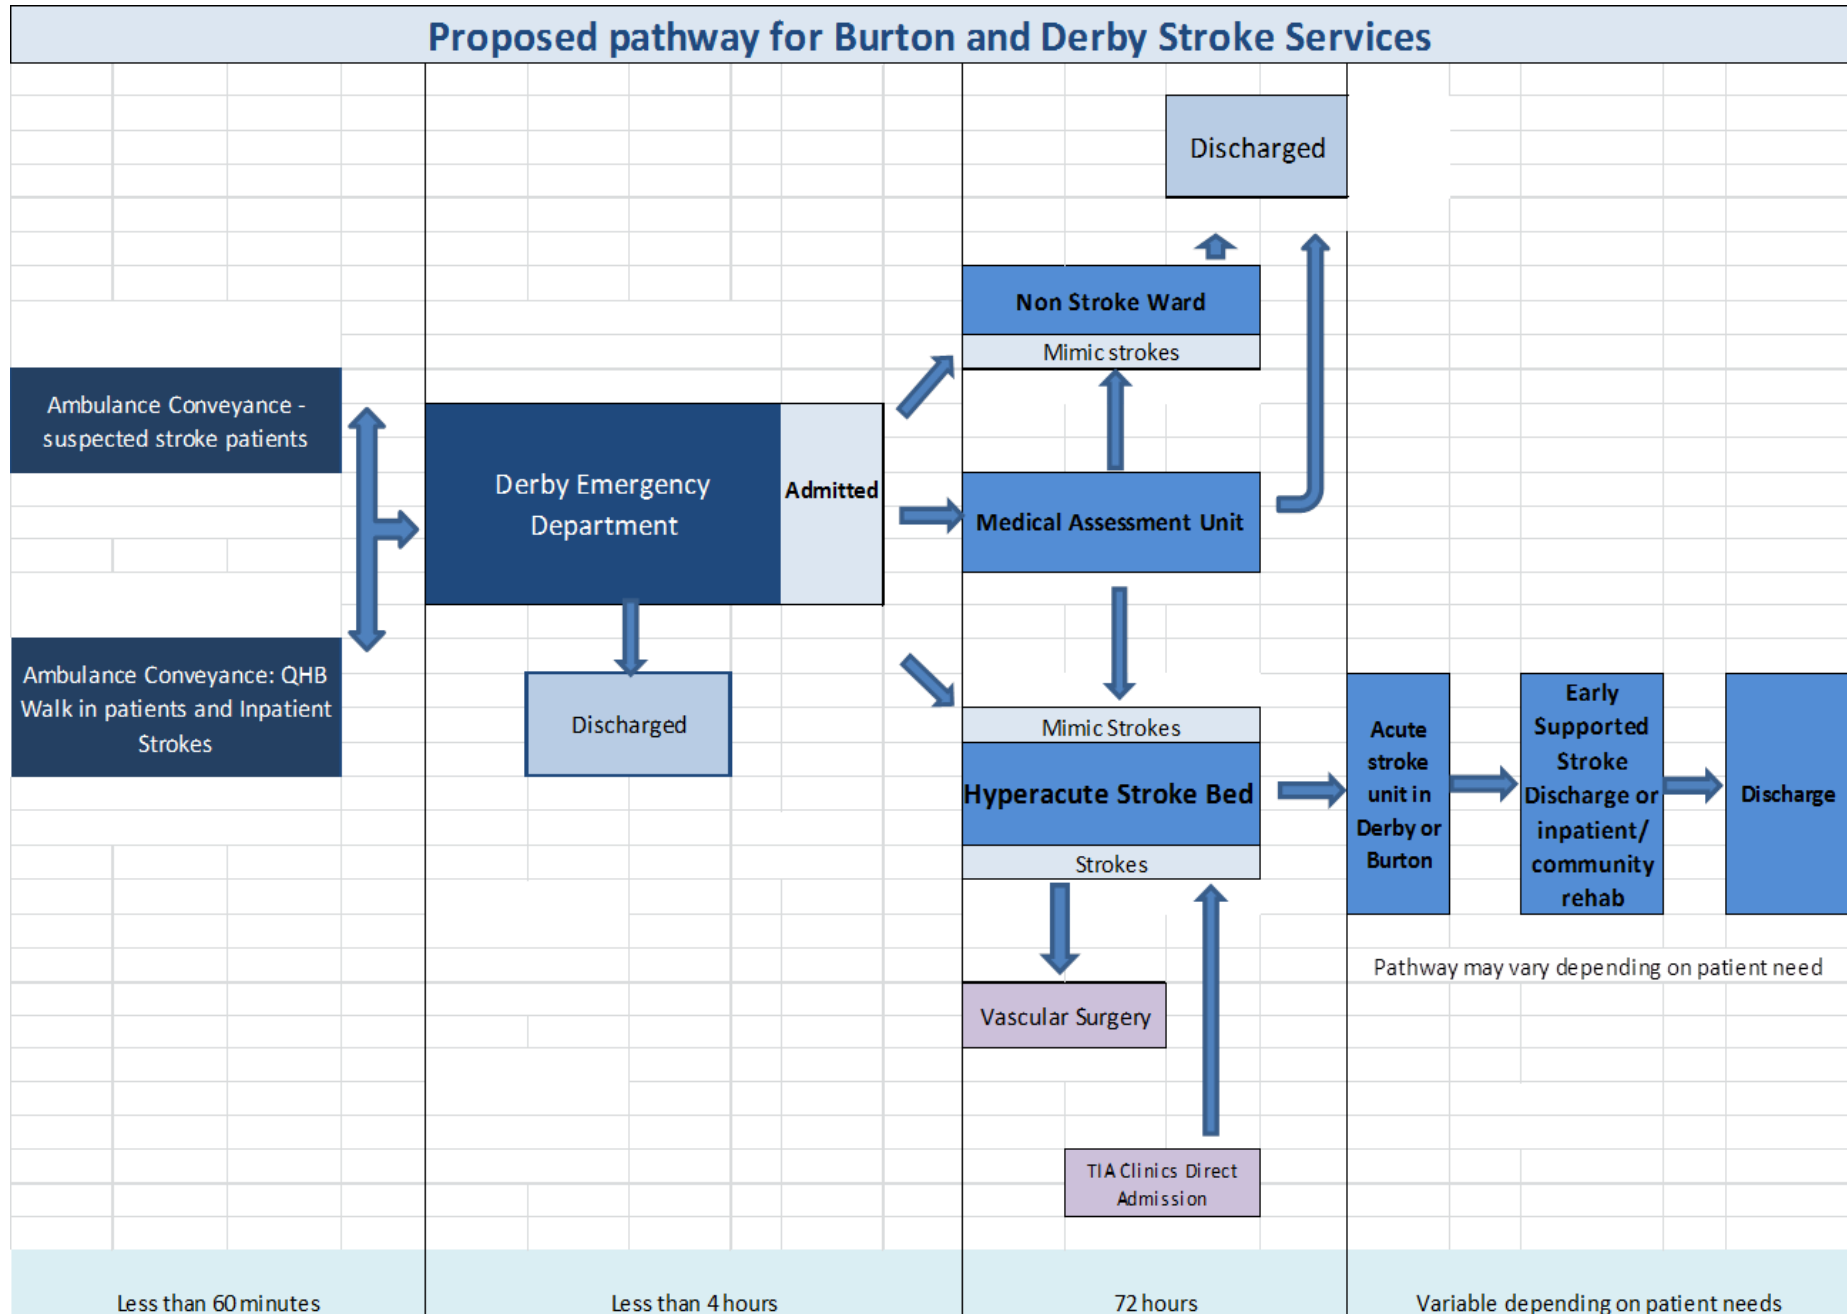 Proposed pathway for Burton and Derby Stroke Services
Discharged
Non Stroke Ward
Mimic strokes
Ambulance Conveyance -
suspected stroke patients
Derby Emergency
Department
Admitted
Medical Assessment Unit
Ambulance Conveyance: QHB
Walk in patients and Inpatient
Strokes
Discharged
Mimic Strokes
Hyperacute Stroke Bed
Strokes
Acute
stroke
unit in
Derby or
Burton
Early
Supported
Stroke
Discharge or
inpatient/
community
rehab
Discharge
Pathway may vary depending on patient need
Vascular Surgery
TIA Clinics Direct
Admission
Less than 60 minutes
Less than 4 hours
72 hours
Variable depending on patient needs